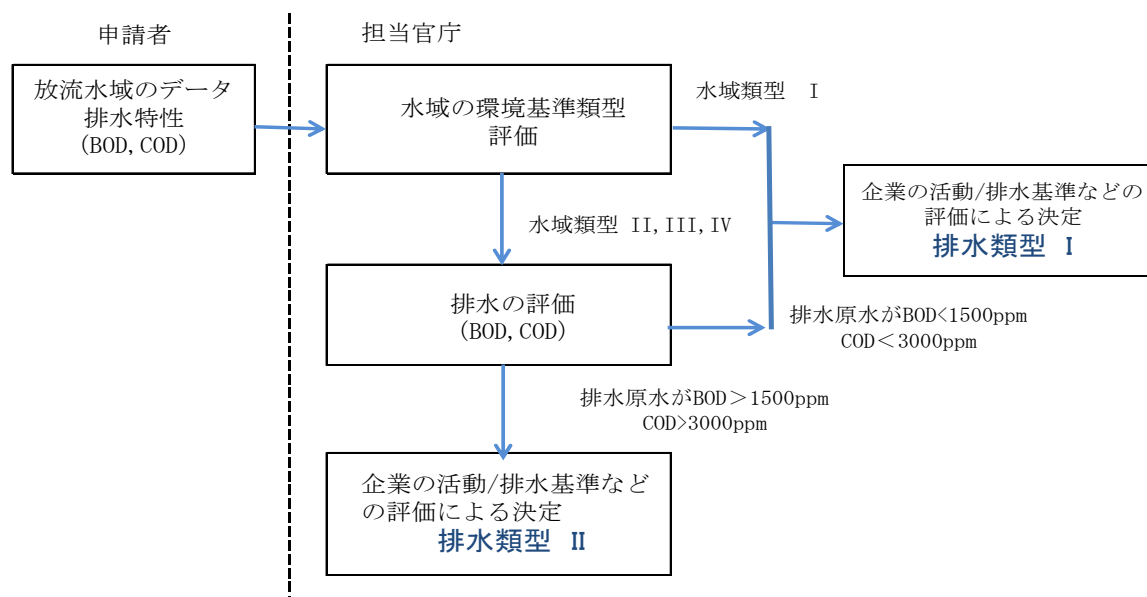 申請者
担当官庁
放流水域のデータ
排水特性
(BOD,COD)
水域の環境基準類型
評価
水域類型 I
企業の活動/排水基準などの
評価による決定
排水類型 I
水域類型 II,III,IV
排水の評価
(BOD,COD)
排水原水がBOD<1500ppm
COD＜3000ppm
排水原水がBOD＞1500ppm
COD>3000ppm
企業の活動/排水基準など
の評価による決定
排水類型 II